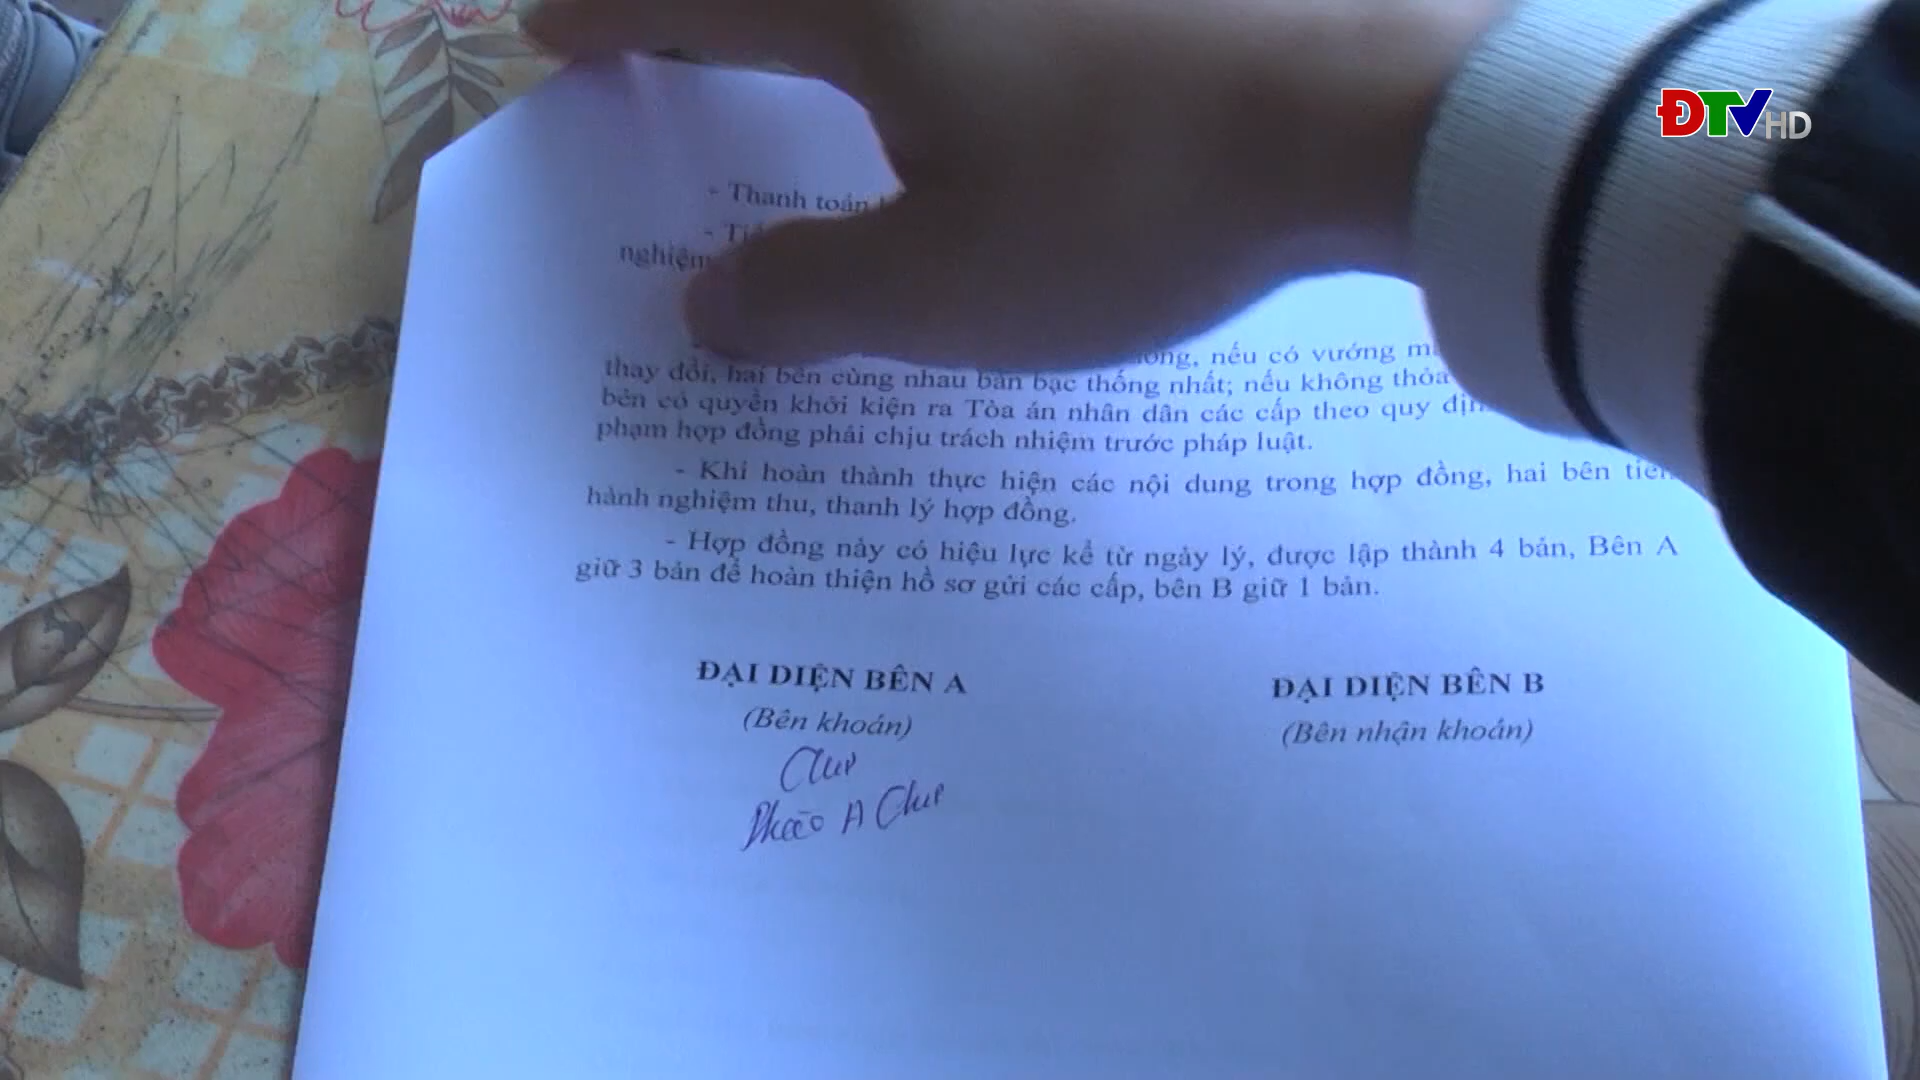 ĐTV HD
- Thanh toán
nghiệm
nếu có vướng
thay đổi, hai bên cùng nhau bàn bạc thống nhất; nếu không thỏa
bên có quyền khởi kiện ra Tòa án nhân dân các cấp theo quy
phạm hợp đồng phải chịu trách nhiệm trước pháp luật.
- Khi hoàn thành thực hiện các nội dung trong hợp đồng, hai bên tiến
hành nghiệm thu, thanh lý hợp đồng.
- Hợp đồng này có hiệu lực kể từ ngày lý, được lập thành 4 bản, Bên A
giữ 3 bản để hoàn thiện hồ sơ gửi các cấp, bên B giữ 1 bản.
ĐẠI DIỆN BÊN A
(Bên khoán)
ĐẠI DIỆN BÊN B
(Bên nhận khoán)